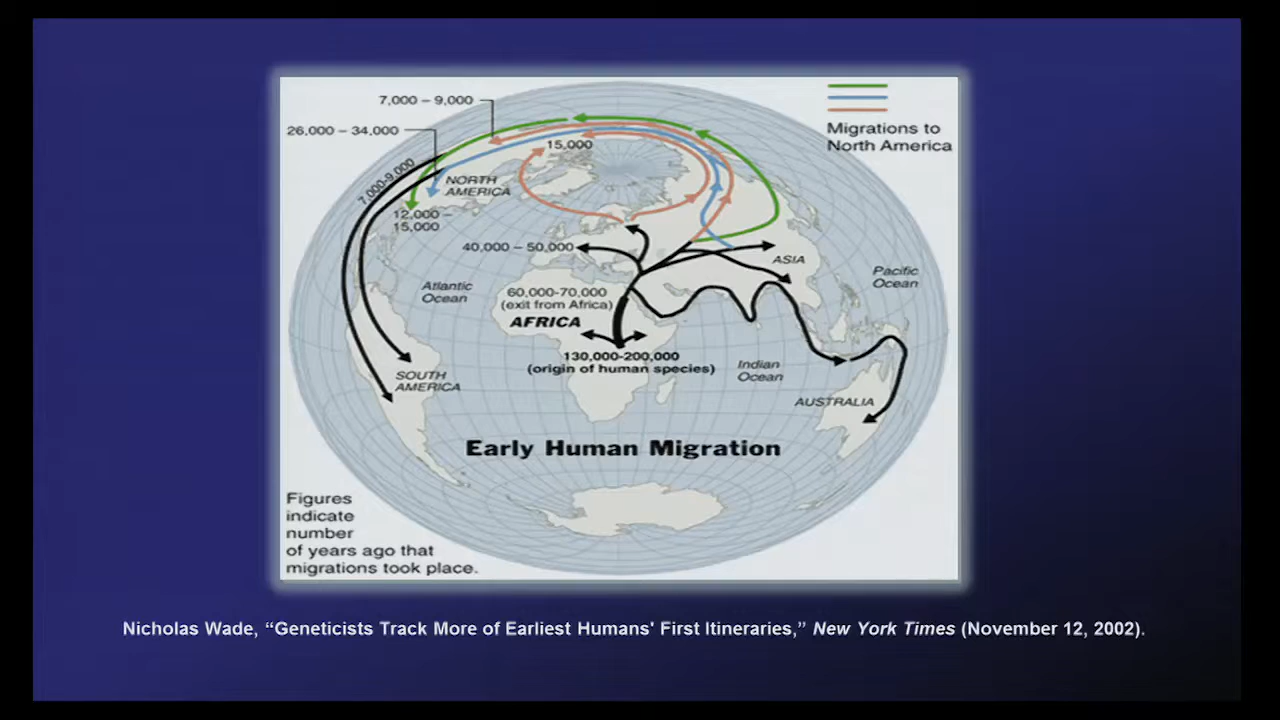 7,000 – 9,000
26,000 – 34,000
Migrations to
North America
15,000
7,000-9,000
NORTH
AMERICA
12,000 –
15,000
40,000 – 50,000
ASIA
Pacific
Ocean
Atlantic
Ocean
60,000-70,000
(exit from Africa)
AFRICA
130,000-200,000
(origin of human species)
Indian
Ocean
SOUTH
AMERICA
AUSTRALIA
Early Human Migration
Figures
indicate
number
of years ago that
migrations took place.
Nicholas Wade, “Geneticists Track More of Earliest Humans' First Itineraries,” New York Times (November 12, 2002).